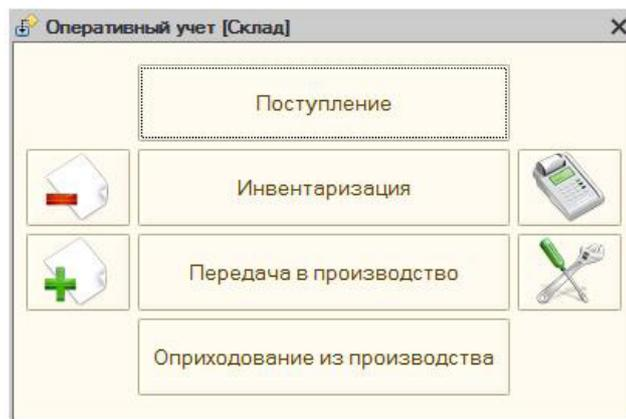 Оперативный учет [Склад]
Поступление
Инвентаризация
Передача в производство
Оприходование из производства